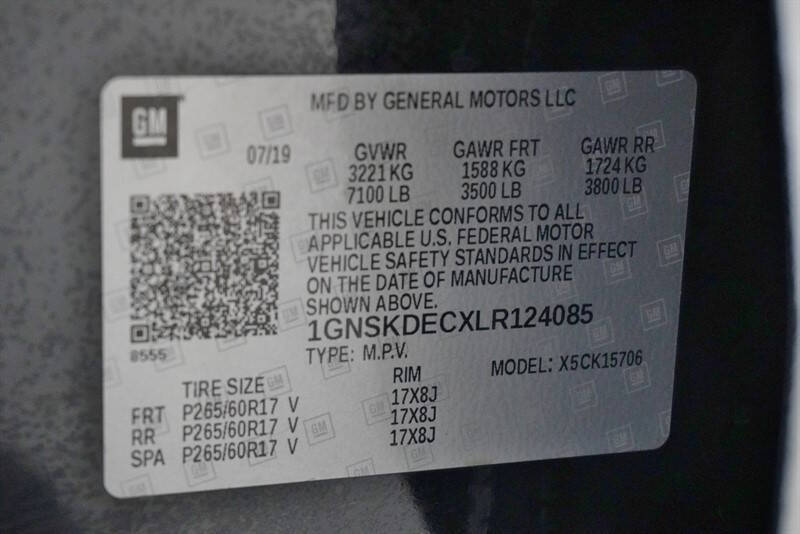 GM
MFD BY GENERAL MOTORS LLC
07/19 GVWR GAWR FRT GAWR RR
3221 KG 1588 KG 1724 KG
7100 LB 3500 LB 3800 LB
THIS VEHICLE CONFORMS TO ALL
APPLICABLE U.S. FEDERAL MOTOR
VEHICLE SAFETY STANDARDS IN EFFECT
ON THE DATE OF MANUFACTURE
SHOWN ABOVE.
1GNSKDECXLR124085
8555
TYPE: M.P.V. MODEL: X5CK15706
TIRE SIZE RIM
FRT P265/60R17 V 17X8J
RR P265/60R17 V 17X8J
SPA P265/60R17 V 17X8J